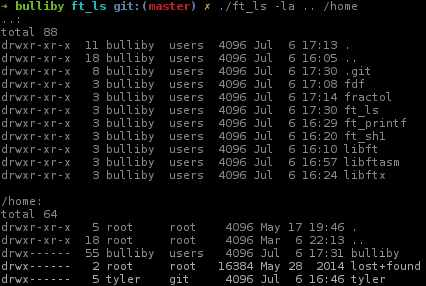 ➜ bulliby ft_ls git:(master) ✗ ./ft_ls -la .. /home
..:
total 88
drwxr-xr-x  11 bulliby  users   4096 Jul  6 17:13 .
drwxr-xr-x  18 bulliby  users   4096 Jul  6 16:05 ..
drwxr-xr-x   8 bulliby  users   4096 Jul  6 17:30 .git
drwxr-xr-x   3 bulliby  users   4096 Jul  6 17:08 fdf
drwxr-xr-x   3 bulliby  users   4096 Jul  6 17:14 fractol
drwxr-xr-x   3 bulliby  users   4096 Jul  6 17:30 ft_ls
drwxr-xr-x   3 bulliby  users   4096 Jul  6 16:29 ft_printf
drwxr-xr-x   3 bulliby  users   4096 Jul  6 16:20 ft_sh1
drwxr-xr-x   3 bulliby  users   4096 Jul  6 16:10 libft
drwxr-xr-x   3 bulliby  users   4096 Jul  6 16:57 libftasm
drwxr-xr-x   3 bulliby  users   4096 Jul  6 16:24 libftx
/home:
total 64
drwxr-xr-x   5 root     root    4096 May 17 19:46 .
drwxr-xr-x  18 root     root    4096 Mar  6 22:13 ..
drwx------  55 bulliby  users   4096 Jul  6 17:31 bulliby
drwx------   2 root     root   16384 May 28  2014 lost+found
drwx------   5 tyler    git     4096 Jul  6 16:46 tyler